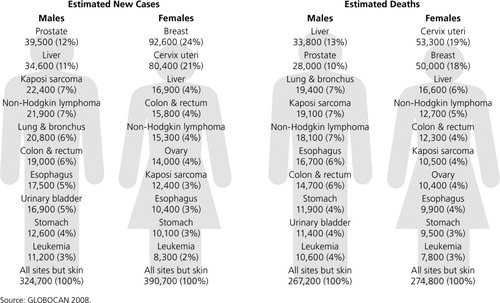 Estimated New Cases
Estimated Deaths
Males
Prostate
39,500 (12%)
Liver
34,600 (11%)
Kaposi sarcoma
22,400 (7%)
Non-Hodgkin lymphoma
21,900 (7%)
Lung & bronchus
20,800 (6%)
Colon & rectum
19,000 (6%)
Esophagus
17,500 (5%)
Urinary bladder
16,900 (5%)
Stomach
12,600 (4%)
Leukemia
11,200 (3%)
All sites but skin
324,700 (100%)
Females
Breast
92,600 (24%)
Cervix uteri
80,400 (21%)
Liver
16,900 (4%)
Colon & rectum
15,800 (4%)
Non-Hodgkin lymphoma
15,300 (4%)
Ovary
14,000 (4%)
Kaposi sarcoma
12,400 (3%)
Esophagus
10,400 (3%)
Stomach
10,100 (3%)
Leukemia
8,300 (2%)
All sites but skin
390,700 (100%)
Males
Liver
33,800 (13%)
Prostate
28,000 (10%)
Lung & bronchus
19,400 (7%)
Kaposi sarcoma
19,100 (7%)
Non-Hodgkin lymphoma
18,100 (7%)
Esophagus
16,700 (6%)
Colon & rectum
14,700 (6%)
Stomach
11,900 (4%)
Urinary bladder
11,400 (4%)
Leukemia
10,600 (4%)
All sites but skin
267,200 (100%)
Females
Cervix uteri
53,300 (19%)
Breast
50,000 (18%)
Liver
16,600 (6%)
Non-Hodgkin lymphoma
12,700 (5%)
Colon & rectum
12,300 (4%)
Kaposi sarcoma
10,500 (4%)
Ovary
10,400 (4%)
Esophagus
9,900 (4%)
Stomach
9,500 (3%)
Leukemia
7,800 (3%)
All sites but skin
274,800 (100%)
Source: GLOBOCAN 2008.